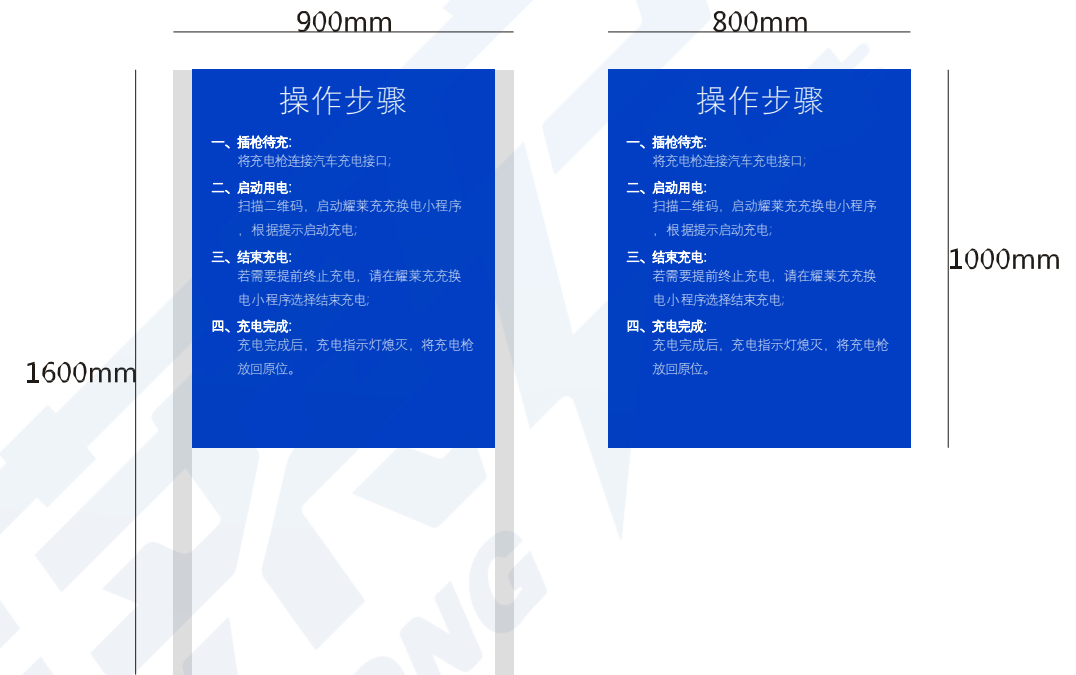 900mm
800mm
操作步骤
一、插枪待充:
将充电枪连接汽车充电接口;
二、启动用电:
扫描二维码，启动耀莱充充换电小程序
，根据提示启动充电;
三、结束充电:
若需要提前终止充电，请在耀莱充充换
电小程序选择结束充电;
四、充电完成:
充电完成后，充电指示灯熄灭，将充电枪
放回原位。
操作步骤
一、插枪待充:
将充电枪连接汽车充电接口;
二、启动用电:
扫描二维码，启动耀莱充充换电小程序
，根据提示启动充电;
三、结束充电:
若需要提前终止充电，请在耀莱充充换
电小程序选择结束充电;
四、充电完成:
充电完成后，充电指示灯熄灭，将充电枪
放回原位。
1000mm
1600mm